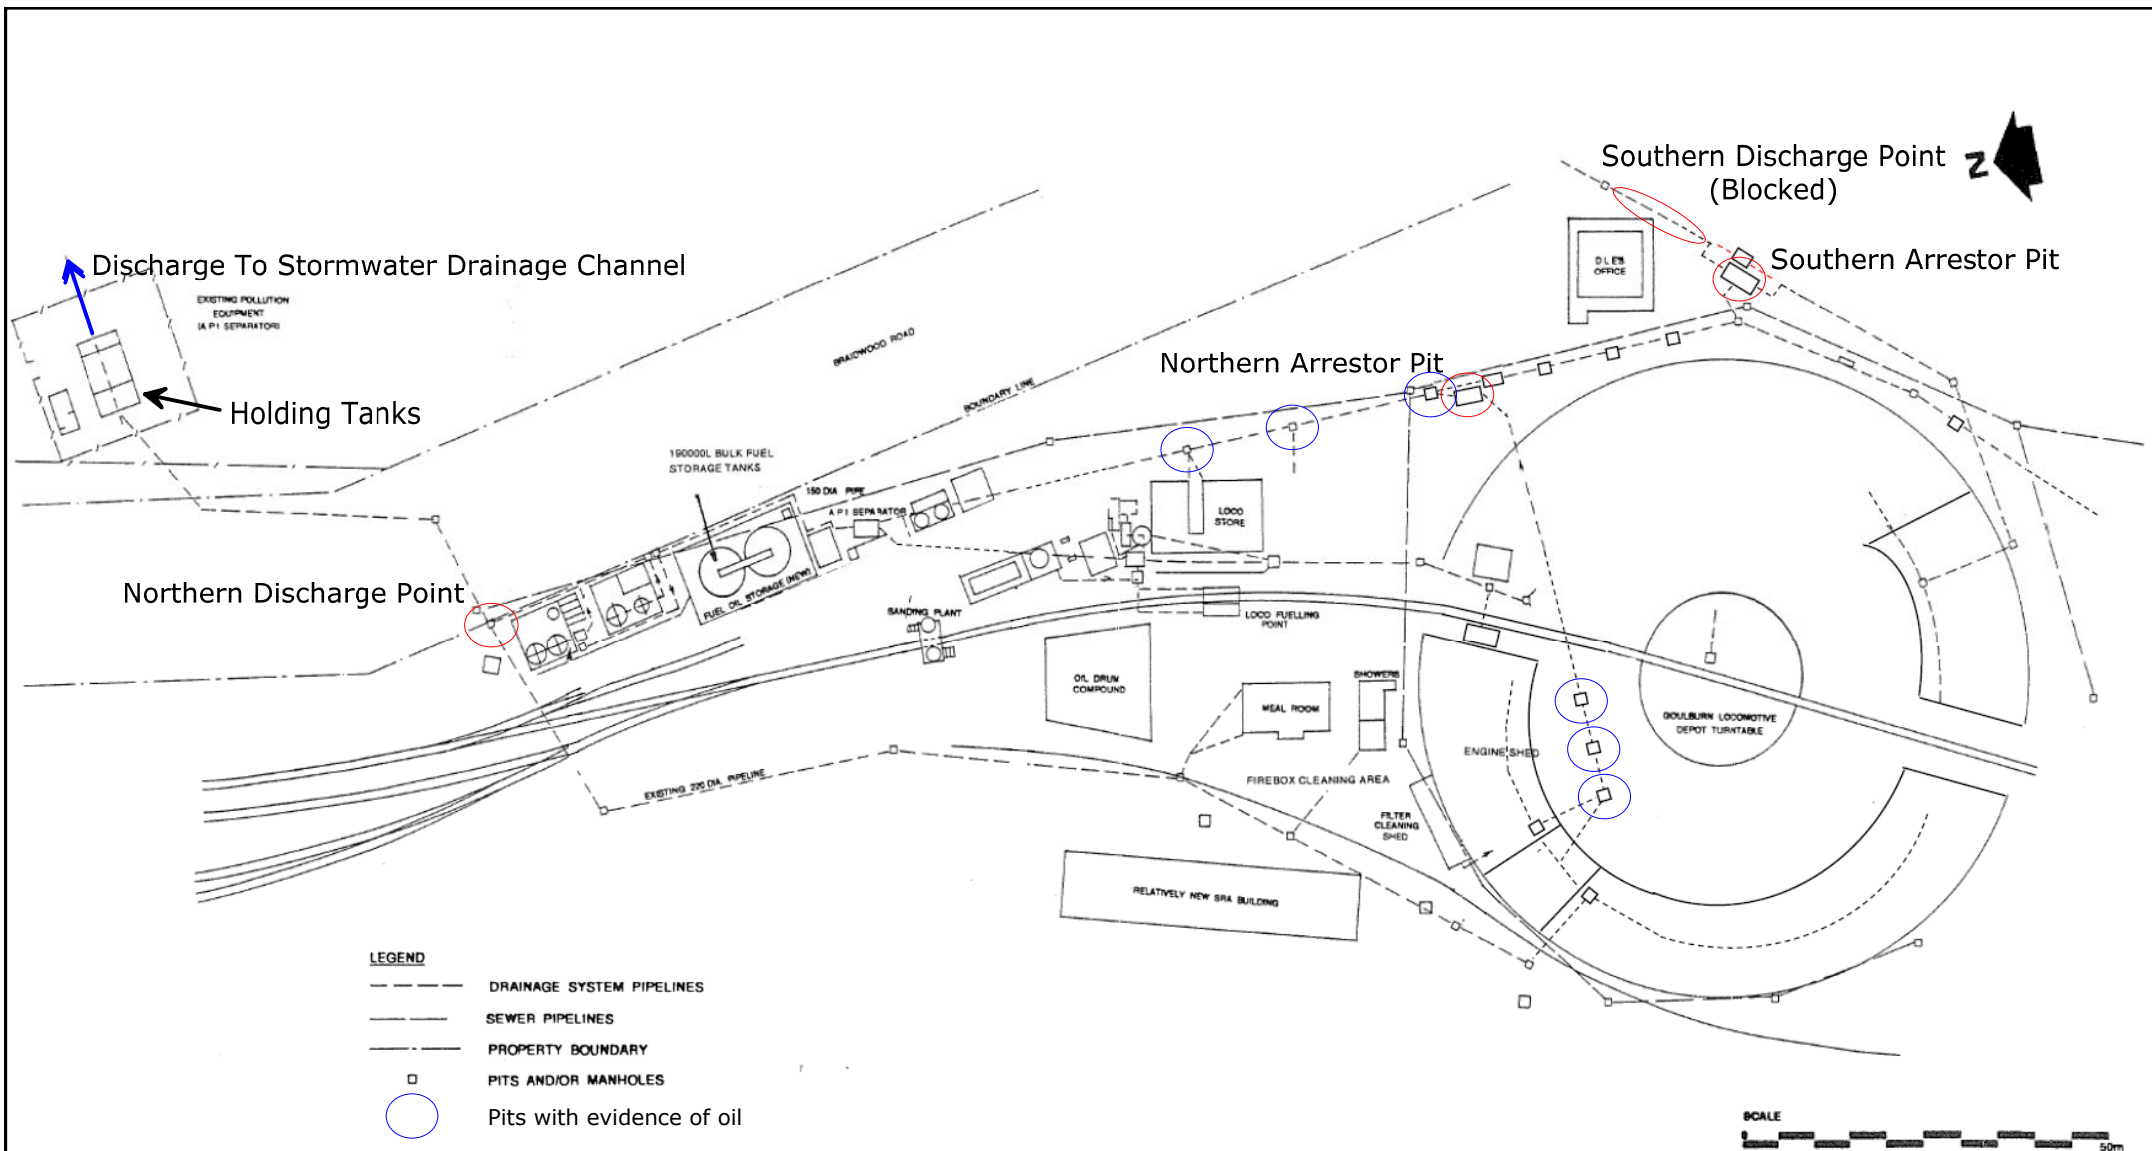 Southern Discharge Point
(Blocked)
N
Discharge To Stormwater Drainage Channel
Southern Arrestor Pit
D L E'S
OFFICE
EXISTING POLLUTION
EQUIPMENT
(A P I SEPARATOR)
BRAIDWOOD ROAD
Northern Arrestor Pit
BOUNDARY LINE
Holding Tanks
190000L BULK FUEL
STORAGE TANKS
150 DIA PIPE
A P I SEPARATOR
LOCO
STORE
Northern Discharge Point
FUEL OIL STORAGE (NEW)
SANDING PLANT
LOCO FUELLING
POINT
OIL DRUM
COMPOUND
SHOWERS
MEAL ROOM
GOULBURN LOCOMOTIVE
DEPOT TURNTABLE
ENGINE SHED
EXISTING 220 DIA. PIPELINE
FIREBOX CLEANING AREA
FILTER
CLEANING
SHED
RELATIVELY NEW SRA BUILDING
LEGEND
DRAINAGE SYSTEM PIPELINES
SEWER PIPELINES
PROPERTY BOUNDARY
PITS AND/OR MANHOLES
Pits with evidence of oil
SCALE
0
50m